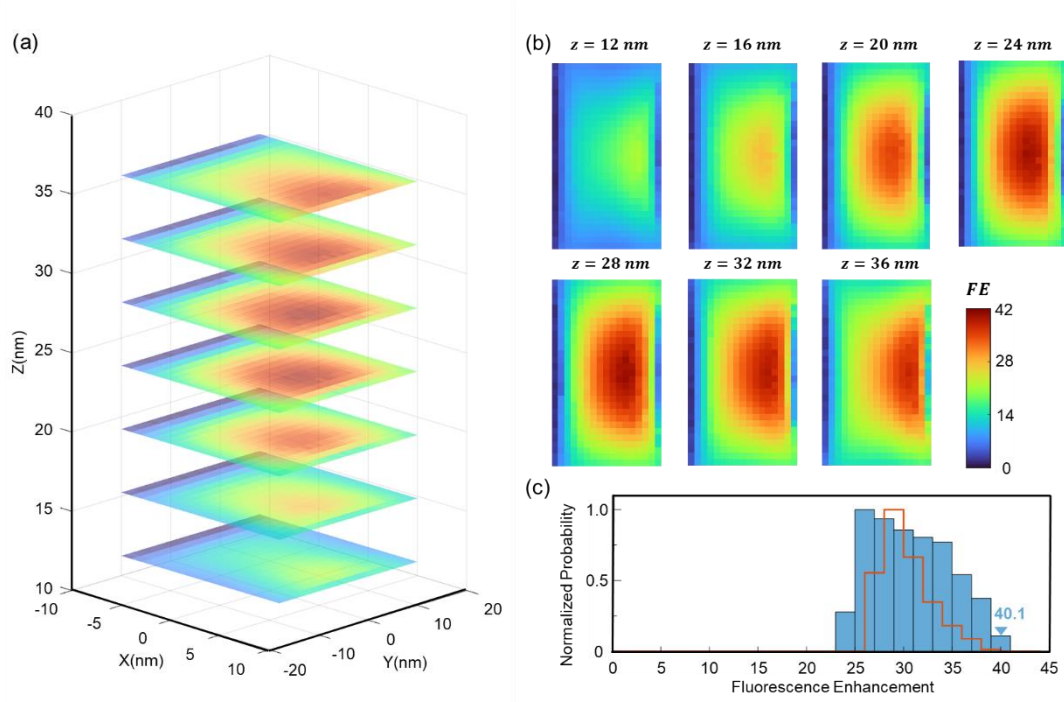 (a)
40
35
30
25
20
15
10
Z(nm)
-10
-5
0
5
10
X(nm)
-20
-10
0
10
20
Y(nm)
(b)
z = 12 nm
z = 16 nm
z = 20 nm
z = 24 nm
z = 28 nm
z = 32 nm
z = 36 nm
FE
42
28
14
0
(c)
Normalized Probability
1.0
0.5
0
40.1
0 5 10 15 20 25 30 35 40 45
Fluorescence Enhancement